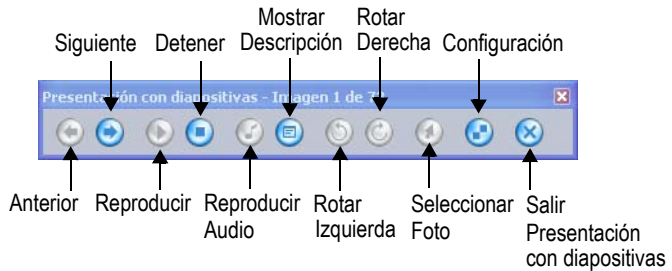 Mostrar
Descripción
Rotar
Derecha
Siguiente
Detener
Configuración
Presentación con diapositivas - Imagen 1 de 72
Anterior
Reproducir
Reproducir
Audio
Rotar
Izquierda
Seleccionar
Foto
Salir
Presentación
con diapositivas